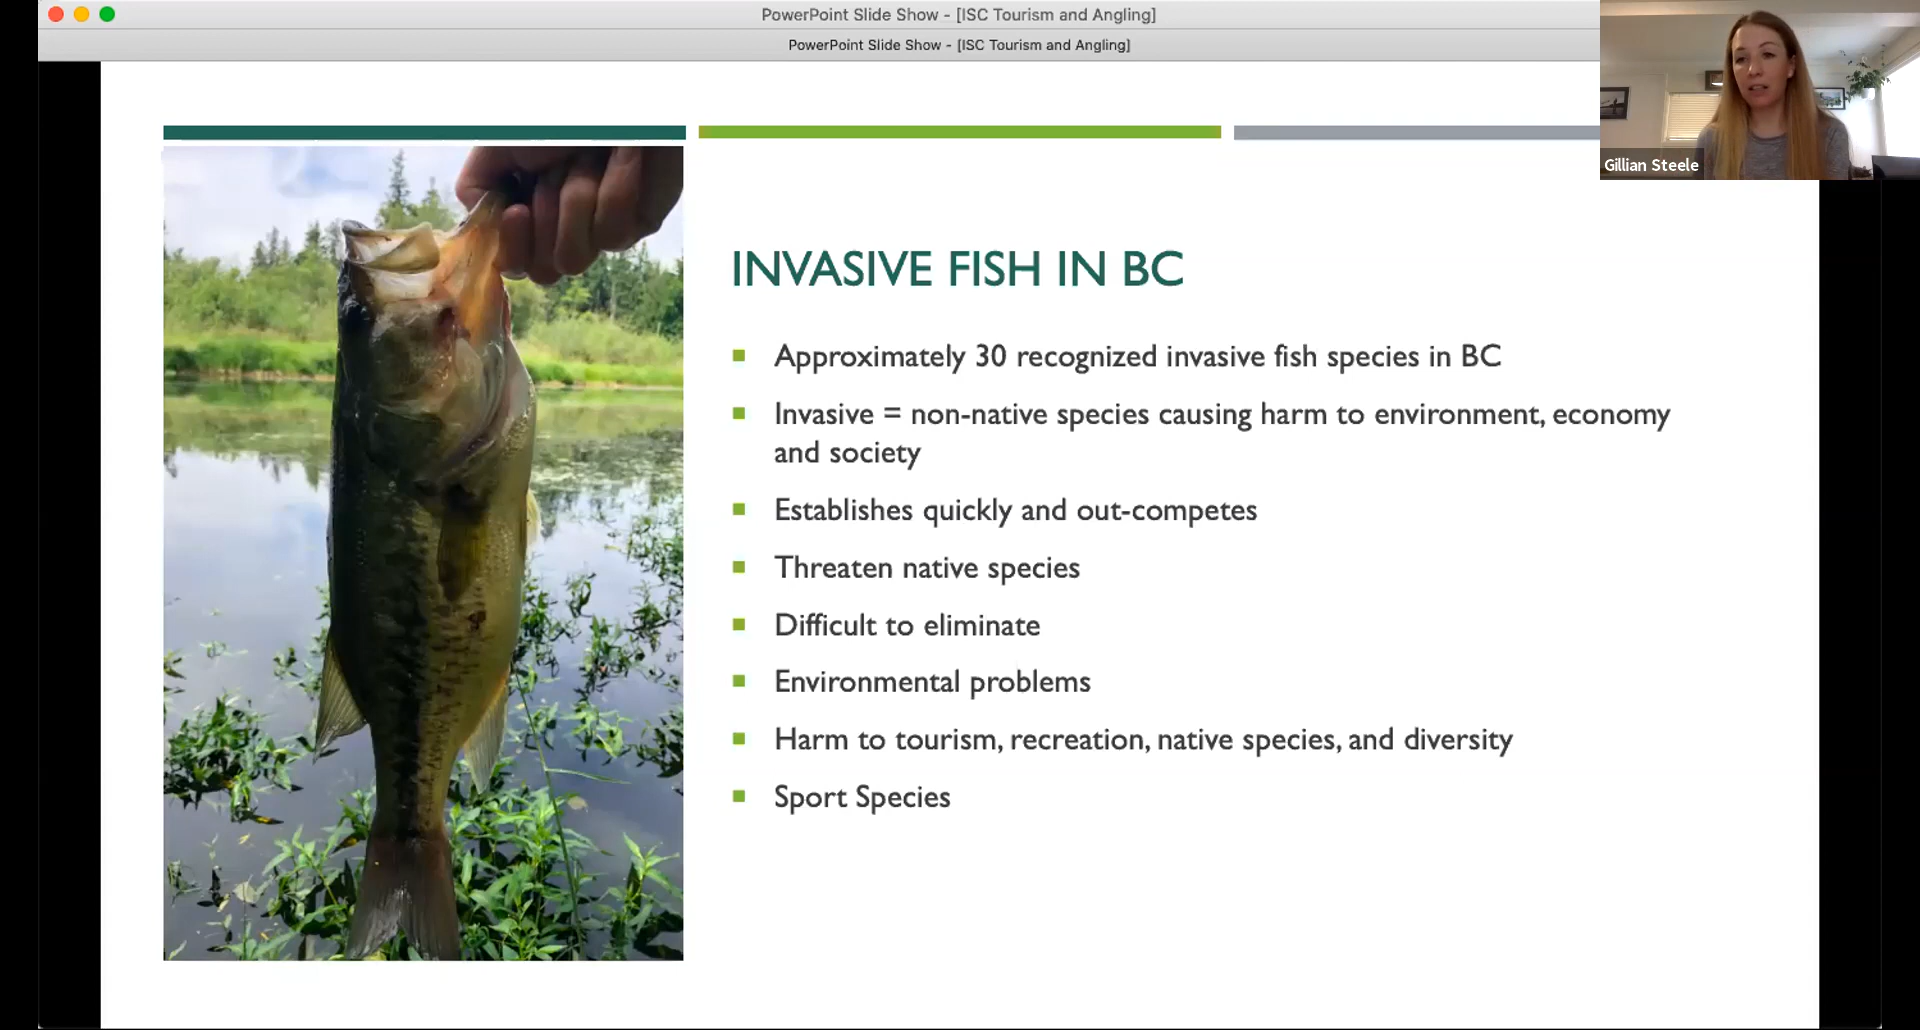 PowerPoint Slide Show - [ISC Tourism and Angling]
PowerPoint Slide Show - [ISC Tourism and Angling]
Gillian Steele
INVASIVE FISH IN BC
Approximately 30 recognized invasive fish species in BC
Invasive = non-native species causing harm to environment, economy
and society
Establishes quickly and out-competes
Threaten native species
Difficult to eliminate
Environmental problems
Harm to tourism, recreation, native species, and diversity
Sport Species